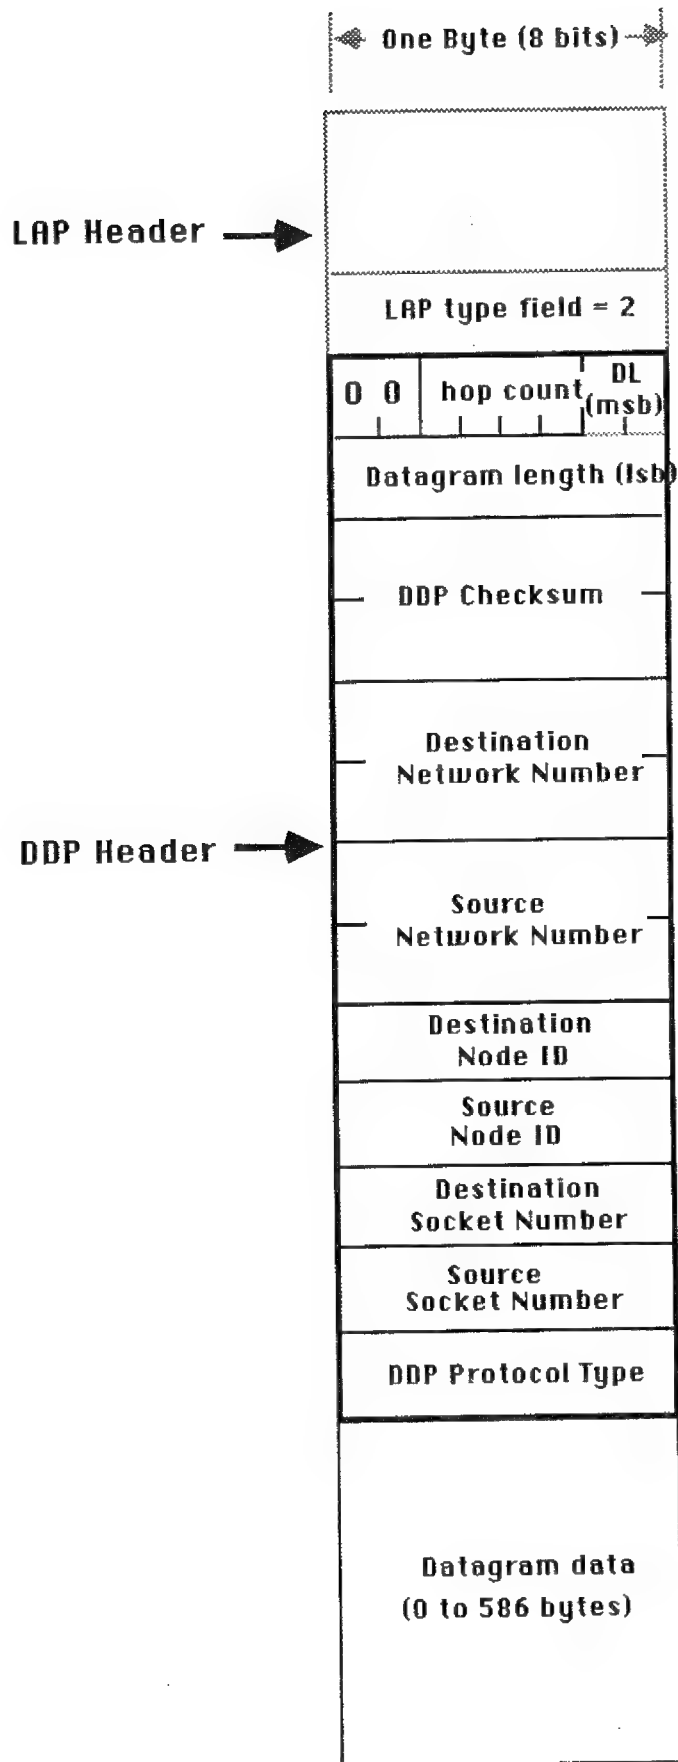 One Byte (8 bits)
LAP Header
LAP type field = 2
0 0
hop count
DL
(msb)
Datagram length (lsb)
DDP Checksum
Destination
Network Number
DDP Header
Source
Network Number
Destination
Node ID
Source
Node ID
Destination
Socket Number
Source
Socket Number
DDP Protocol Type
Datagram data
(0 to 586 bytes)